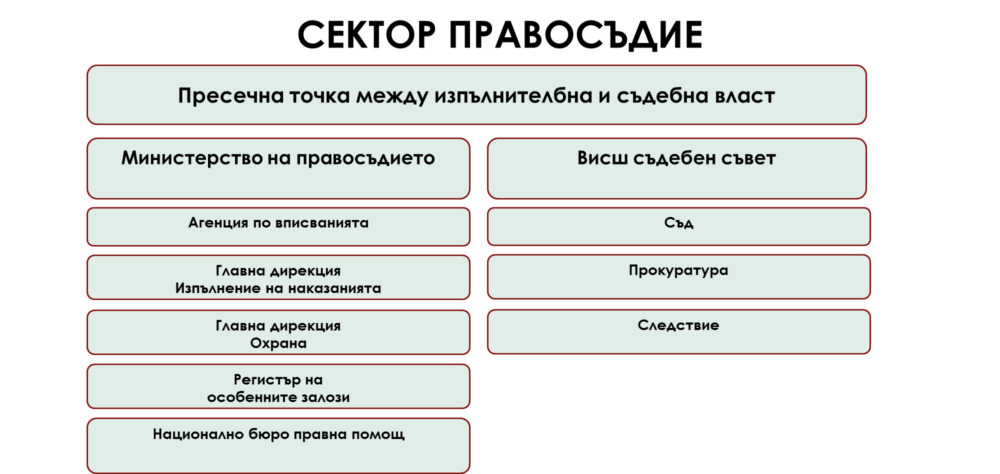 СЕКТОР ПРАВОСЪДИЕ
Пресечна точка между изпълнителбна и съдебна власт
Министерство на правосъдието
Висш съдебен съвет
Агенция по вписванията
Съд
Главна дирекция
Изпълнение на наказанията
Прокуратура
Главна дирекция
Охрана
Следствие
Регистър на
особенните залози
Национално бюро правна помощ